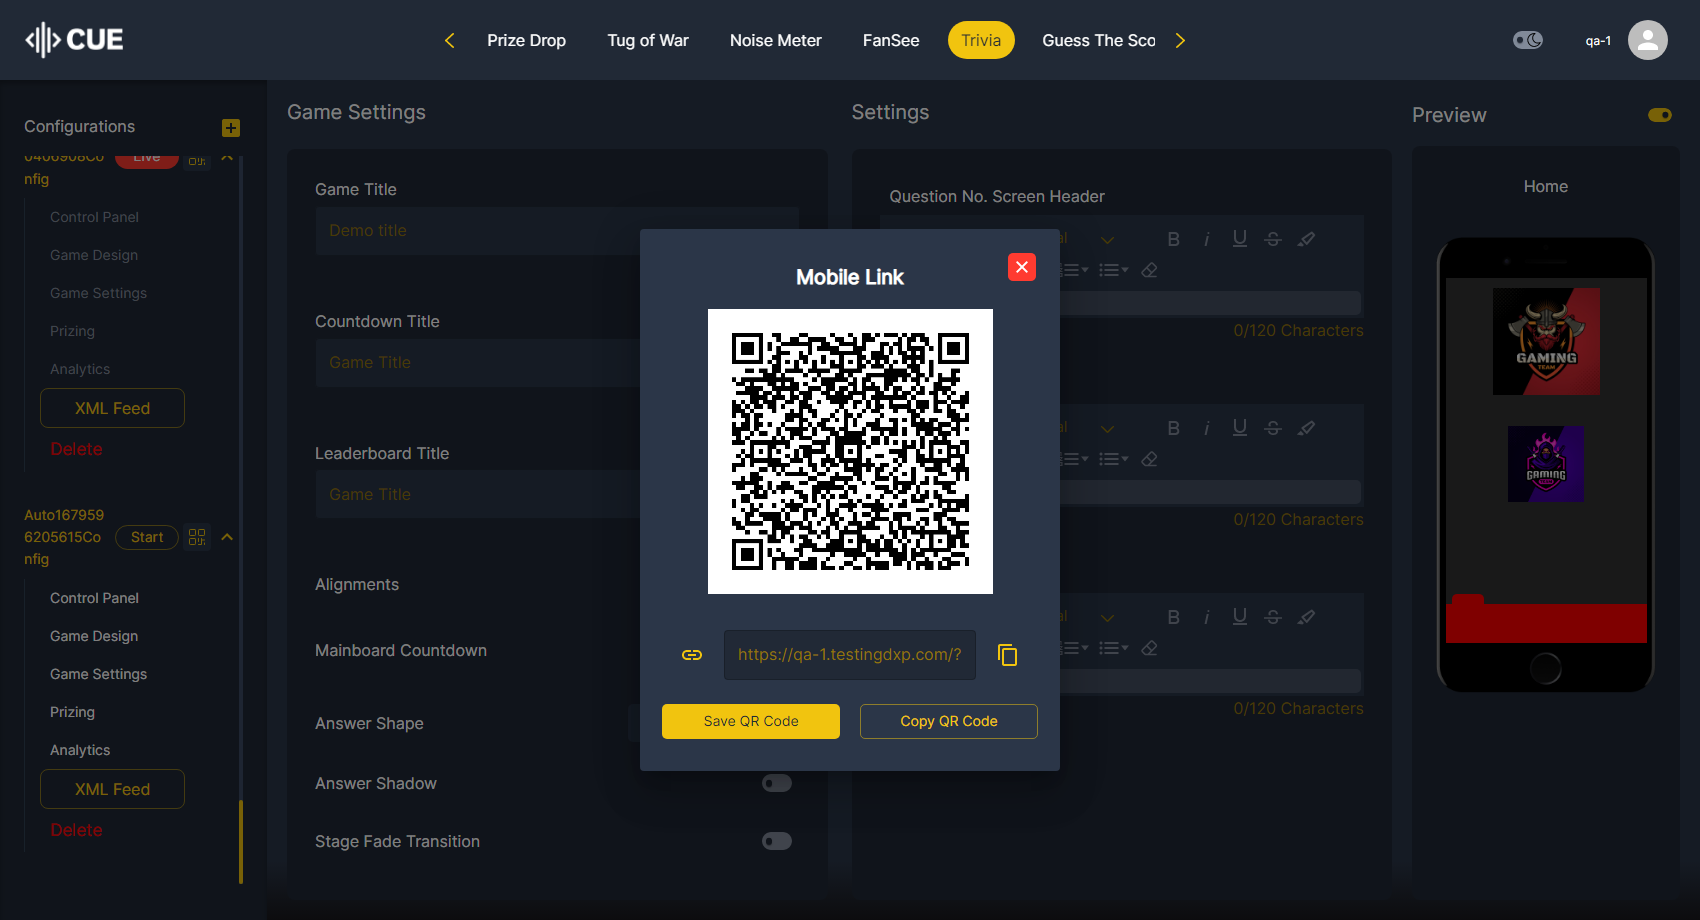 CUE
Prize Drop
Tug of War
Noise Meter
FanSee
Trivia
Guess The Sco
qa-1
Configurations
0406908Co
nfig
Live
Control Panel
Game Design
Game Settings
Prizing
Analytics
XML Feed
Delete
Auto167959
6205615Co
nfig
Start
Control Panel
Game Design
Game Settings
Prizing
Analytics
XML Feed
Delete
Game Settings
Game Title
Demo title
Countdown Title
Game Title
Leaderboard Title
Game Title
Alignments
Mainboard Countdown
Answer Shape
Answer Shadow
Stage Fade Transition
Mobile Link
https://qa-1.testingdxp.com/?
Save QR Code
Copy QR Code
Settings
Question No. Screen Header
al
B i U S
0/120 Characters
al
B i U S
0/120 Characters
al
B i U S
0/120 Characters
Preview
Home
GAMING
TEAM
GAMING